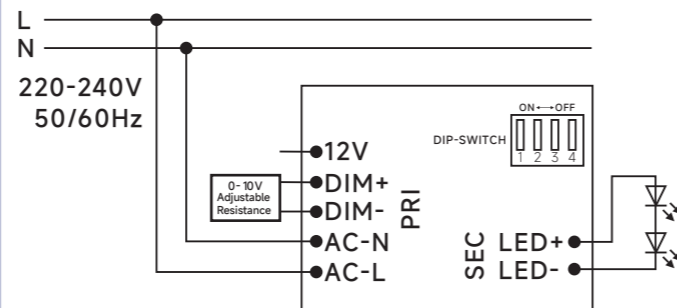 L
N
220-240V
50/60Hz
ON←→OFF
DIP-SWITCH
1 2 3 4
12V
0-10V
Adjustable
Resistance
DIM+
DIM-
AC-N
AC-L
PRI
SEC
LED+
LED-